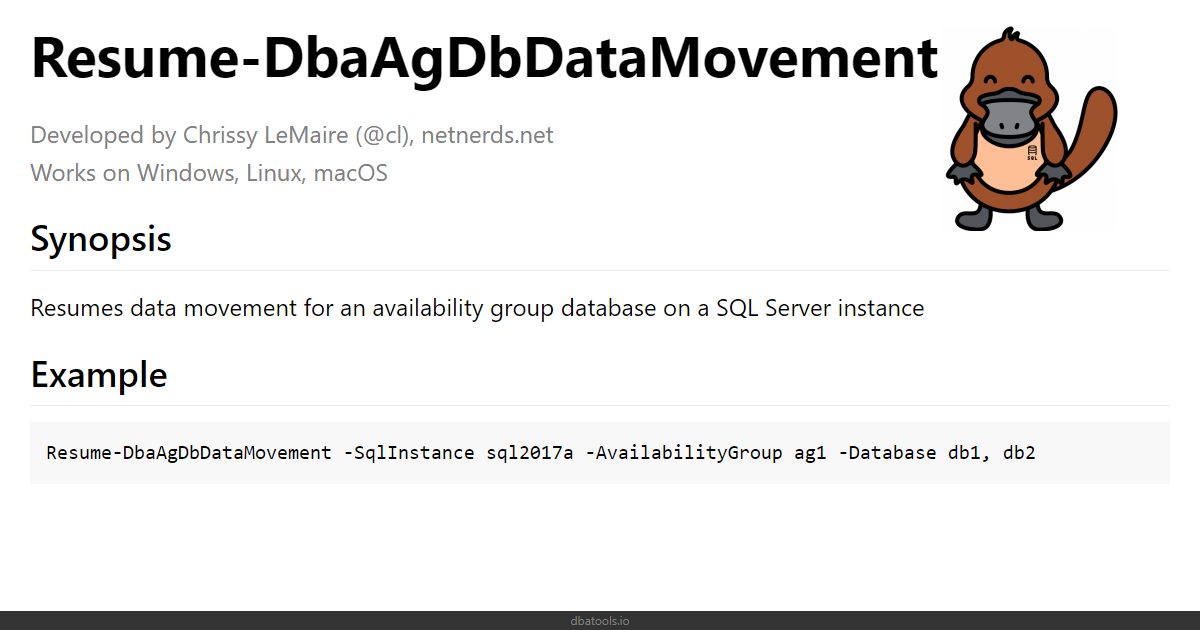 Resume-DbaAgDbDataMovement
Developed by Chrissy LeMaire (@cl), netnerds.net
Works on Windows, Linux, macOS
SQL
Synopsis
Resumes data movement for an availability group database on a SQL Server instance
Example
Resume-DbaAgDbDataMovement -SqlInstance sql2017a -AvailabilityGroup ag1 -Database db1, db2
dbatools.io